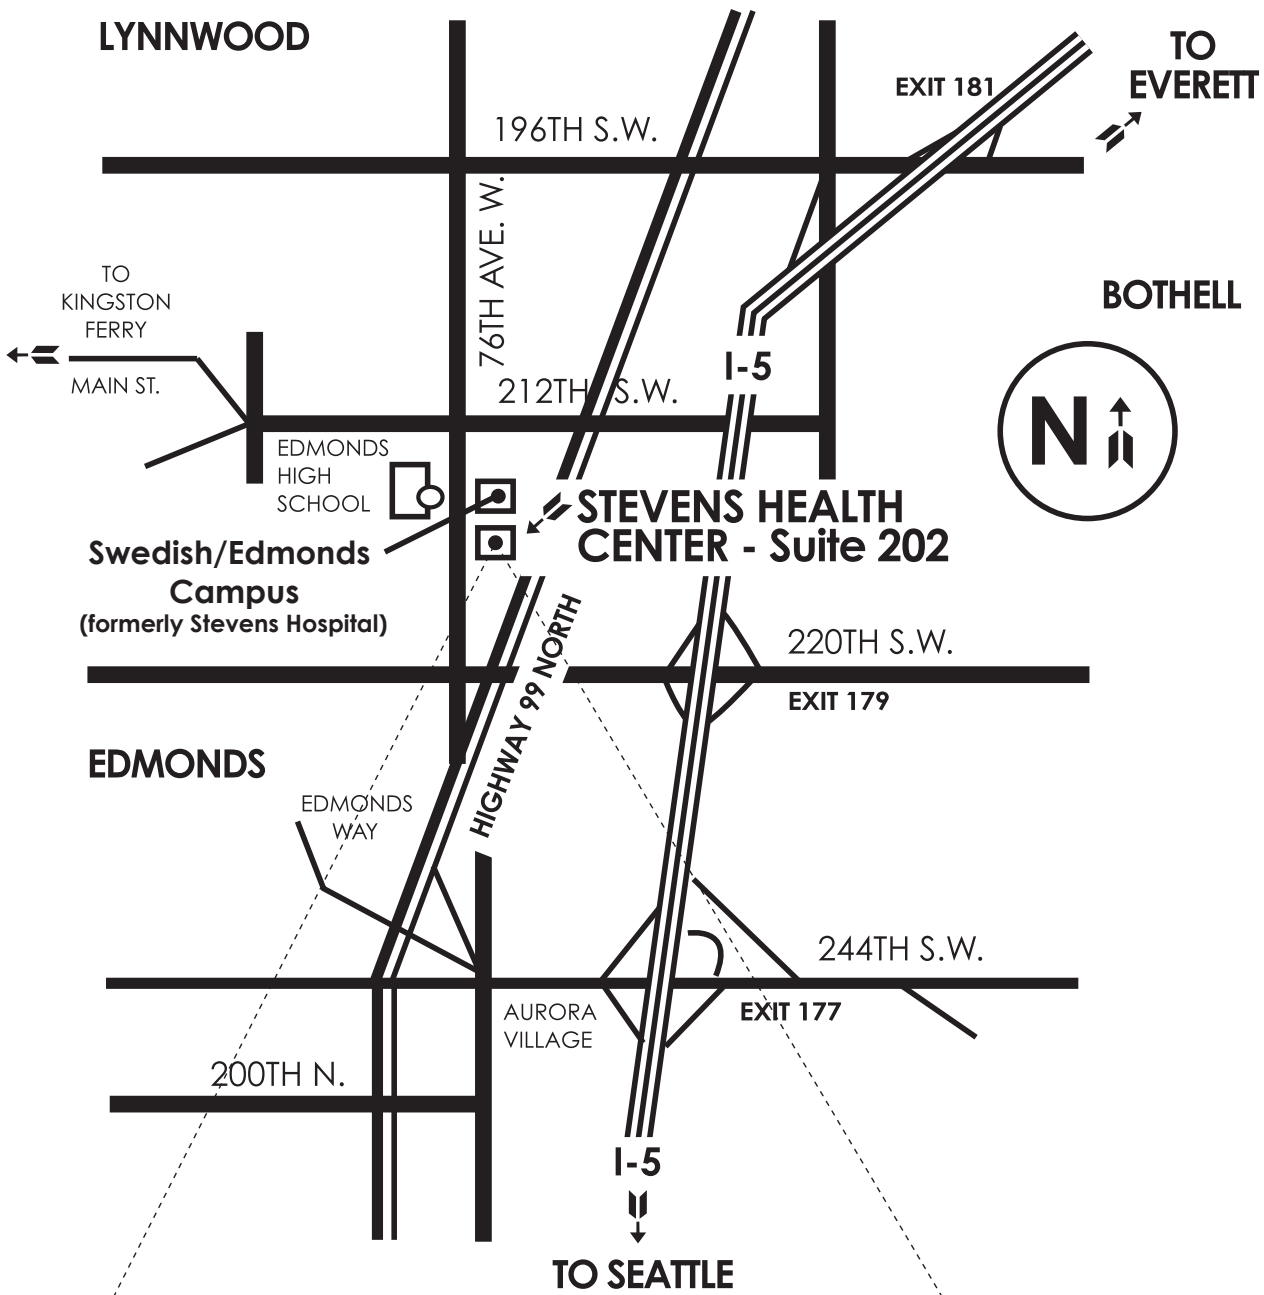 LYNNWOOD
TO
EVERETT
EXIT 181
196TH S.W.
76TH AVE. W.
TO
KINGSTON
FERRY
MAIN ST.
BOTHELL
I-5
212TH S.W.
N
EDMONDS
HIGH
SCHOOL
STEVENS HEALTH
CENTER - Suite 202
Swedish/Edmonds
Campus
(formerly Stevens Hospital)
220TH S.W.
EXIT 179
HIGHWAY 99 NORTH
EDMONDS
EDMONDS
WAY
244TH S.W.
AURORA
VILLAGE
EXIT 177
200TH N.
I-5
TO SEATTLE